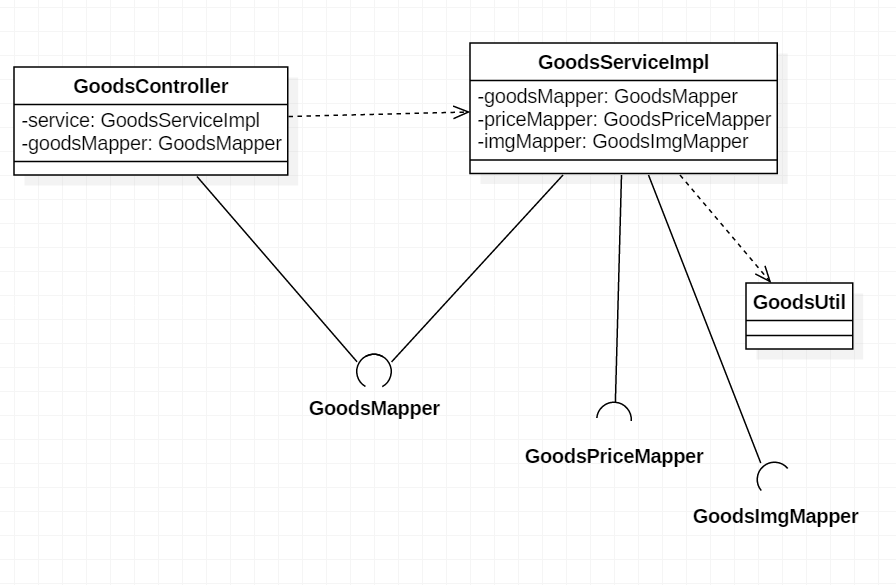 GoodsController
-service: GoodsServiceImpl
-goodsMapper: GoodsMapper
GoodsServiceImpl
-goodsMapper: GoodsMapper
-priceMapper: GoodsPriceMapper
-imgMapper: GoodsImgMapper
GoodsUtil
GoodsMapper
GoodsPriceMapper
GoodsImgMapper